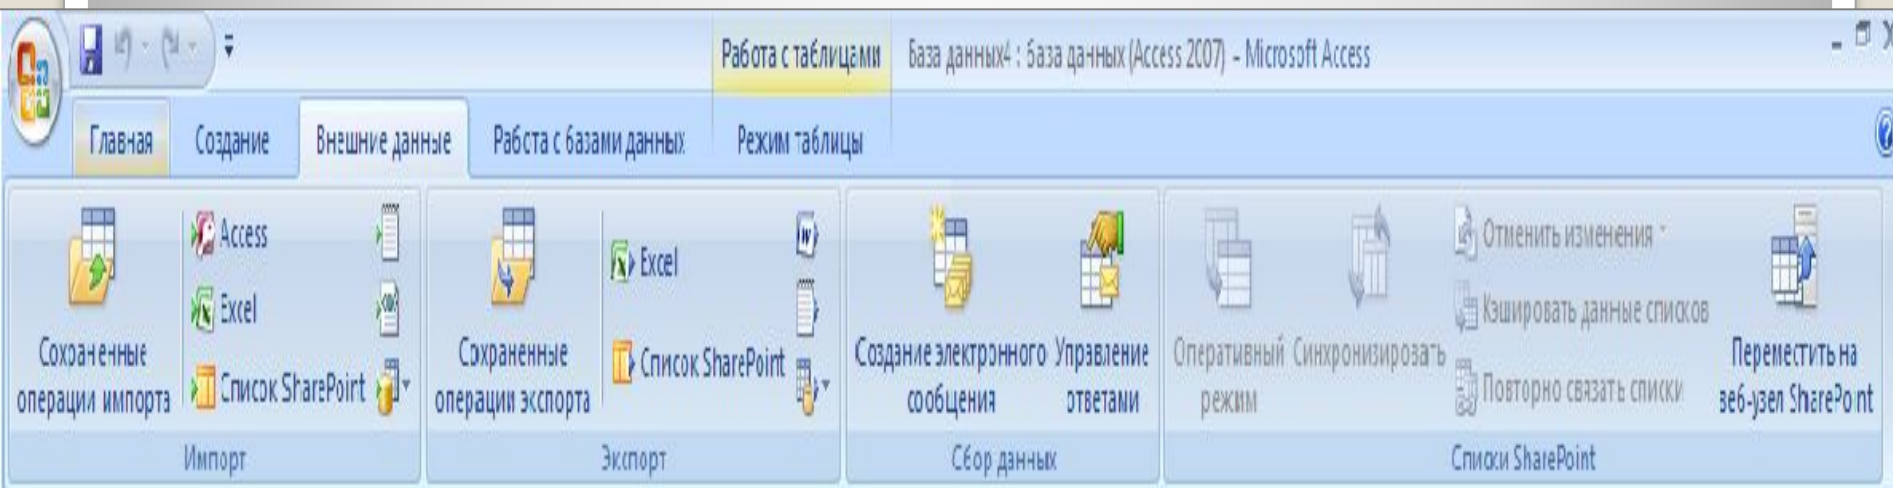 Работа с таблицами База данных4 : база данных (Access 2007) - Microsoft Access
Главная Создание Внешние данные Работа с базами данных Режим таблицы
Сохраненные операции импорта
Access
Excel
Список SharePoint
Импорт
Сохраненные операции экспорта
Excel
Список SharePoint
Экспорт
Создание электронного сообщения
Управление ответами
Сбор данных
Оперативный режим
Синхронизировать
Отменить изменения
Кэшировать данные списков
Повторно связать списки
Переместить на веб-узел SharePoint
Списки SharePoint